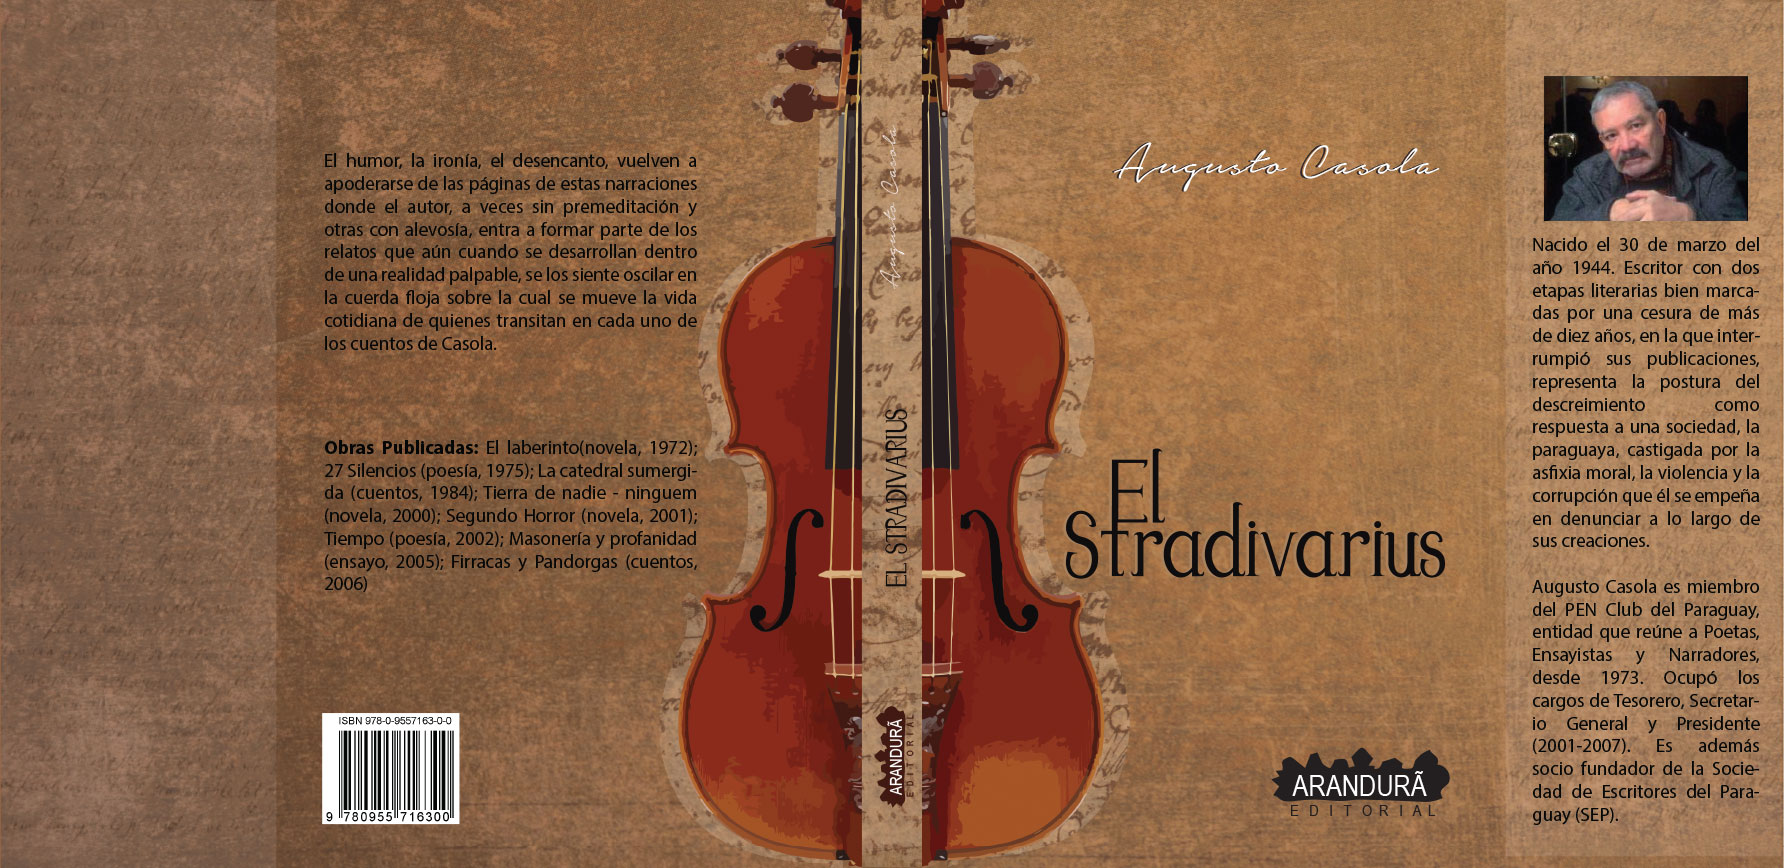 El humor, la ironía, el desencanto, vuelven a
apoderarse de las páginas de estas narraciones
donde el autor, a veces sin premeditación y
otras con alevosía, entra a formar parte de los
relatos que aún cuando se desarrollan dentro
de una realidad palpable, se los siente oscilar en
la cuerda floja sobre la cual se mueve la vida
cotidiana de quienes transitan en cada uno de
los cuentos de Casola.
Obras Publicadas: El laberinto(novela, 1972);
27 Silencios (poesía, 1975); La catedral sumergi-
da (cuentos, 1984); Tierra de nadie - ninguem
(novela, 2000); Segundo Horror (novela, 2001);
Tiempo (poesía, 2002); Masonería y profanidad
(ensayo, 2005); Firracas y Pandorgas (cuentos,
2006)
ISBN 978-0-9557163-0-0
9 780955 716300
Augusto Casola
EL STRADIVARIUS
ARANDURÃ
EDITORIAL
Augusto Casola
El
Stradivarius
ARANDURÃ
EDITORIAL
Nacido el 30 de marzo del
año 1944. Escritor con dos
etapas literarias bien marca-
das por una cesura de más
de diez años, en la que inter-
rumpió sus publicaciones,
representa la postura del
descreimiento como
respuesta a una sociedad, la
paraguaya, castigada por la
asfixia moral, la violencia y la
corrupción que él se empeña
en denunciar a lo largo de
sus creaciones.
Augusto Casola es miembro
del PEN Club del Paraguay,
entidad que reúne a Poetas,
Ensayistas y Narradores,
desde 1973. Ocupó los
cargos de Tesorero, Secretar-
io General y Presidente
(2001-2007). Es además
socio fundador de la Socie-
dad de Escritores del Para-
guay (SEP).